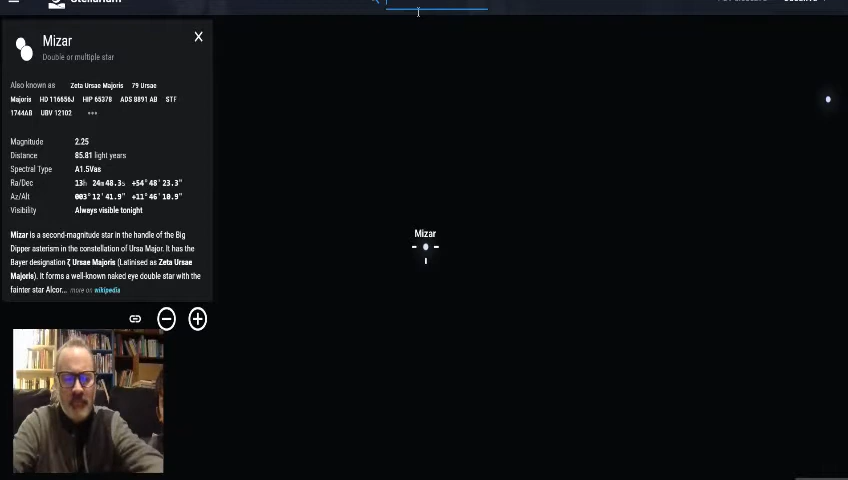 Stellarium
Mizar
Double or multiple star
Also known as Zeta Ursae Majoris 79 Ursae
Majoris HD 116656J HIP 65378 ADS 8891 AB STF
1744AB UBV 12102 •••
Magnitude 2.25
Distance 85.81 light years
Spectral Type A1.5Vas
Ra/Dec 13h 24m48.3s +54°48'23.3"
Az/Alt 003°12'41.9" +11°46'10.9"
Visibility Always visible tonight
Mizar is a second-magnitude star in the handle of the Big
Dipper asterism in the constellation of Ursa Major. It has the
Bayer designation ζ Ursae Majoris (Latinised as Zeta Ursae
Majoris). It forms a well-known naked eye double star with the
fainter star Alcor... more on wikipedia
Mizar